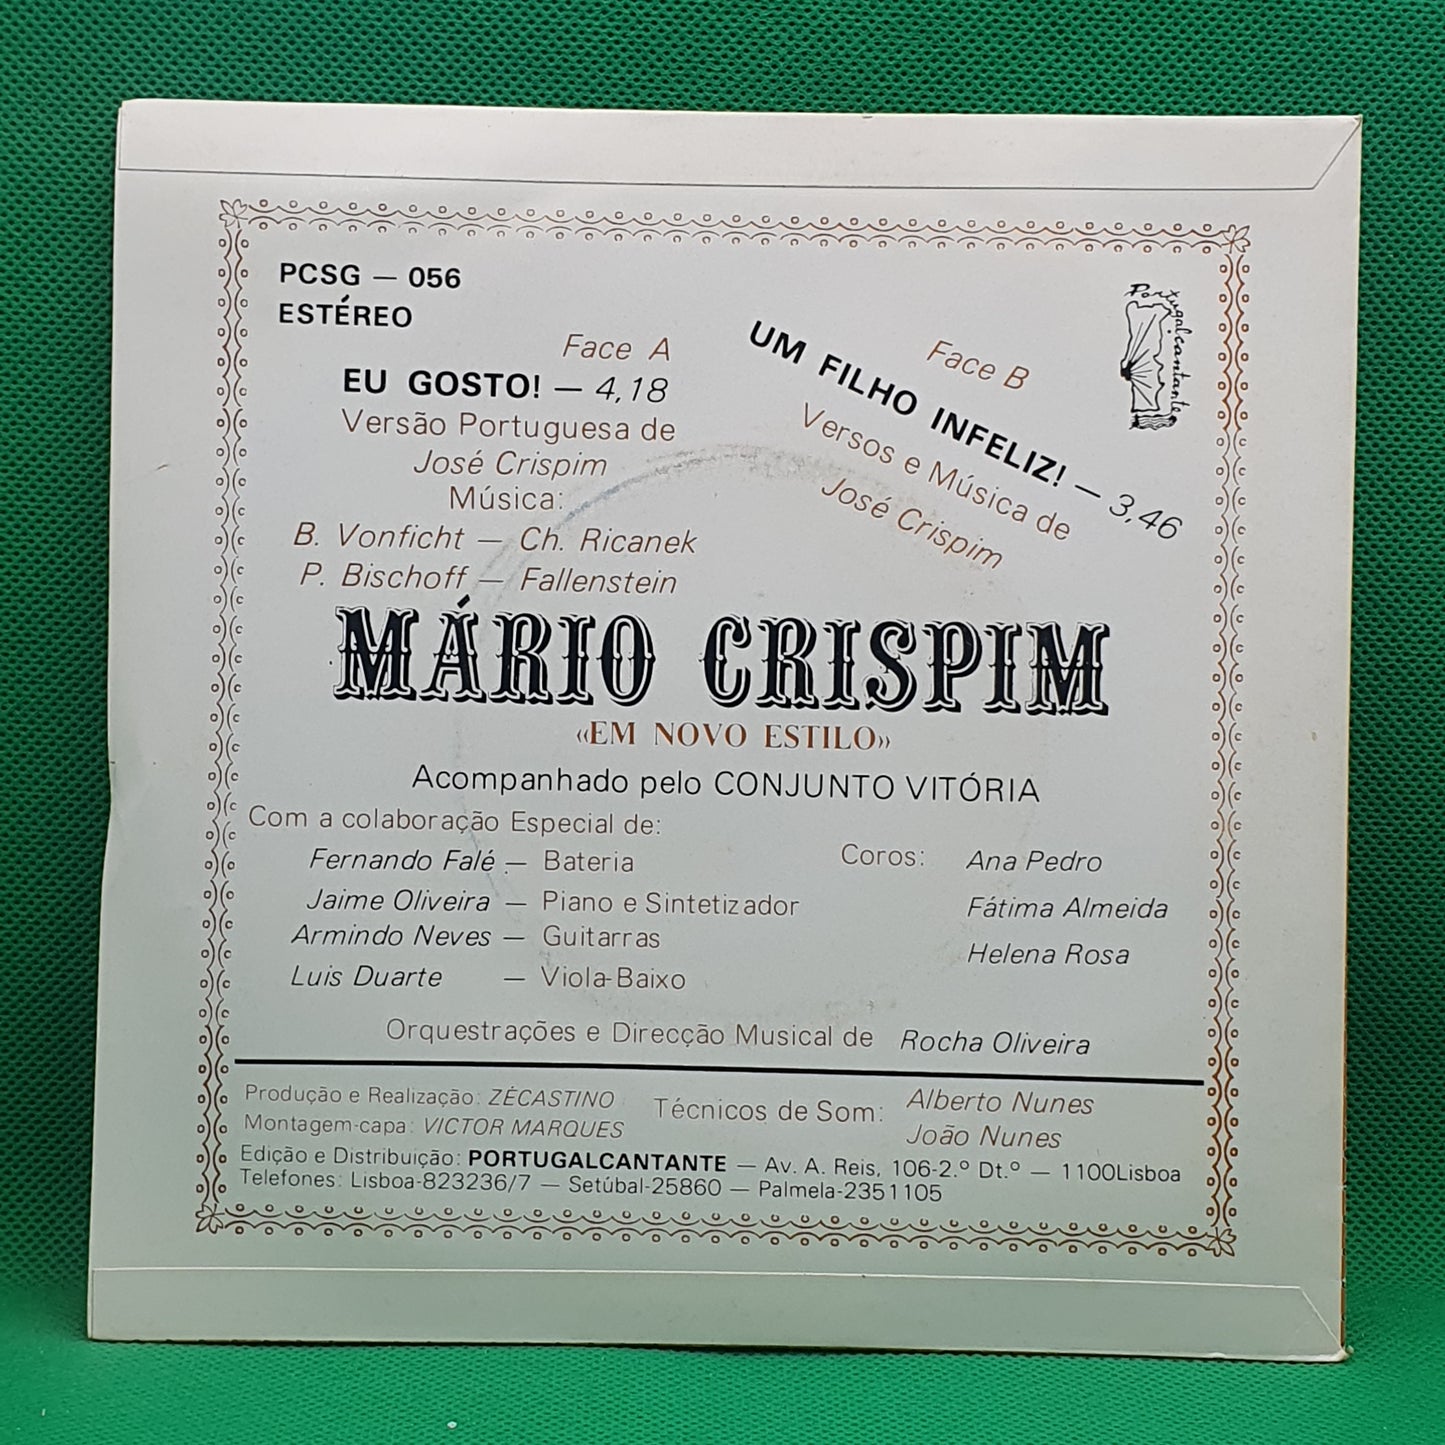 PCSG — 056
ESTÉREO
Face A
EU GOSTO! — 4,18
Versão Portuguesa de
José Crispim
Música:
B. Vonficht — Ch. Ricanek
P. Bischoff — Fallenstein
Face B
UM FILHO INFELIZ! — 3,46
Versos e Música de
José Crispim
Portugalcantante
MÁRIO CRISPIM
«EM NOVO ESTILO»
Acompanhado pelo CONJUNTO VITÓRIA
Com a colaboração Especial de:
Fernando Falé — Bateria
Jaime Oliveira — Piano e Sintetizador
Armindo Neves — Guitarras
Luis Duarte — Viola-Baixo
Coros: Ana Pedro
Fátima Almeida
Helena Rosa
Orquestrações e Direcção Musical de Rocha Oliveira
Produção e Realização: ZÉCASTINO
Montagem-capa: VICTOR MARQUES
Técnicos de Som: Alberto Nunes
João Nunes
Edição e Distribuição: PORTUGALCANTANTE — Av. A. Reis, 106-2.º Dt.º — 1100Lisboa
Telefones: Lisboa-823236/7 — Setúbal-25860 — Palmela-2351105